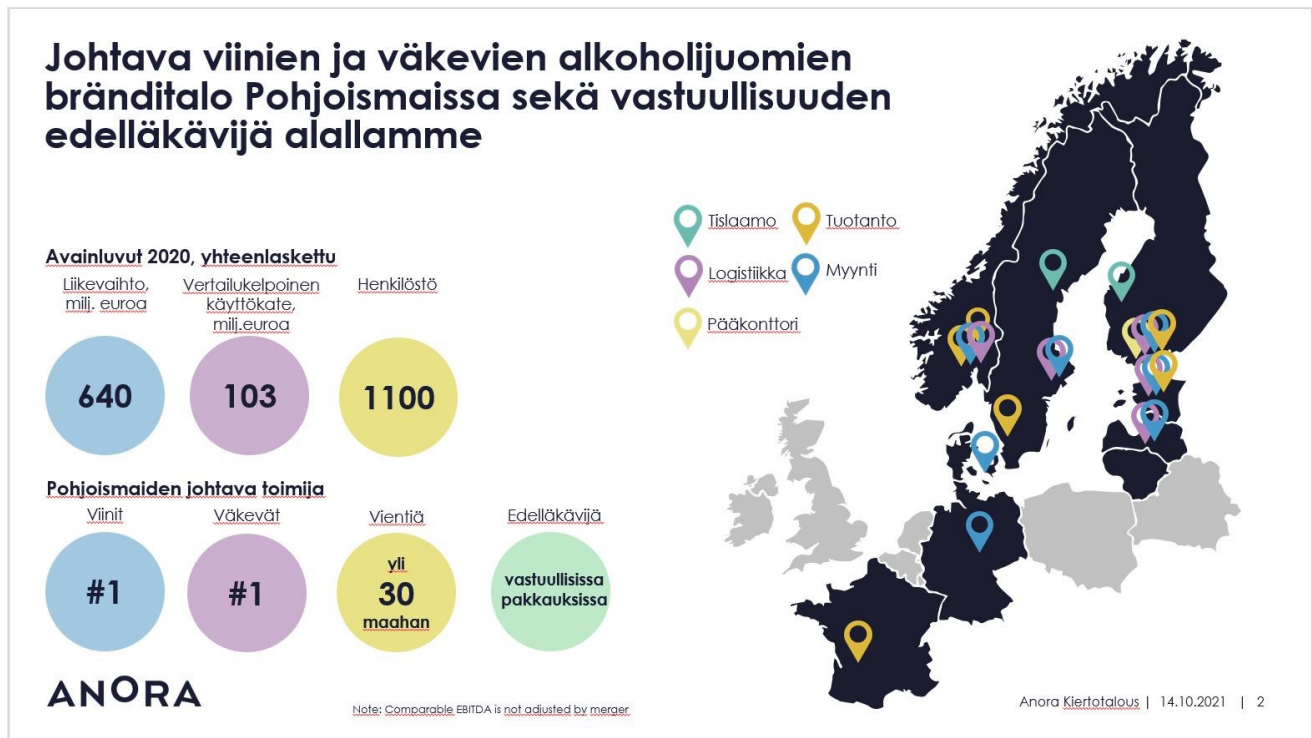 Johtava viinien ja väkevien alkoholijuomien
bränditalo Pohjoismaissa sekä vastuullisuuden
edelläkävijä alallamme
Avainluvut 2020, yhteenlaskettu
Liikevaihto,
milj. euroa
640
Vertailukelpoinen
käyttökate,
milj.euroa
103
Henkilöstö
1100
Pohjoismaiden johtava toimija
Viinit
#1
Väkevät
#1
Vientiä
yli
30
maahan
Edelläkävijä
vastuullisissa
pakkauksissa
Tislaamo
Tuotanto
Logistiikka
Myynti
Pääkonttori
ANORA
Note: Comparable EBITDA is not adjusted by merger
Anora Kiertotalous | 14.10.2021 | 2